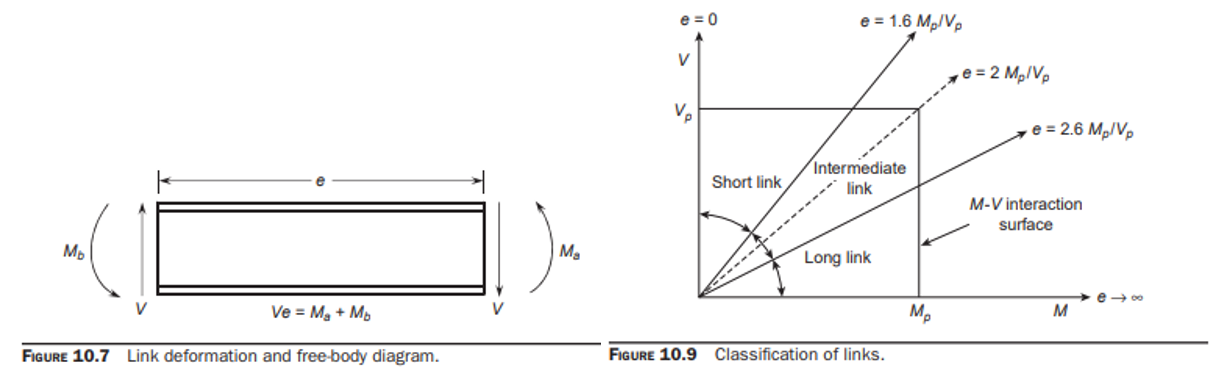 e
M_b
M_a
V
V
Ve = M_a + M_b
FIGURE 10.7 Link deformation and free-body diagram.
e = 0
e = 1.6 M_p/V_p
V
e = 2 M_p/V_p
V_p
e = 2.6 M_p/V_p
Short link
Intermediate
link
M-V interaction
surface
Long link
e → ∞
M_p
M
FIGURE 10.9 Classification of links.